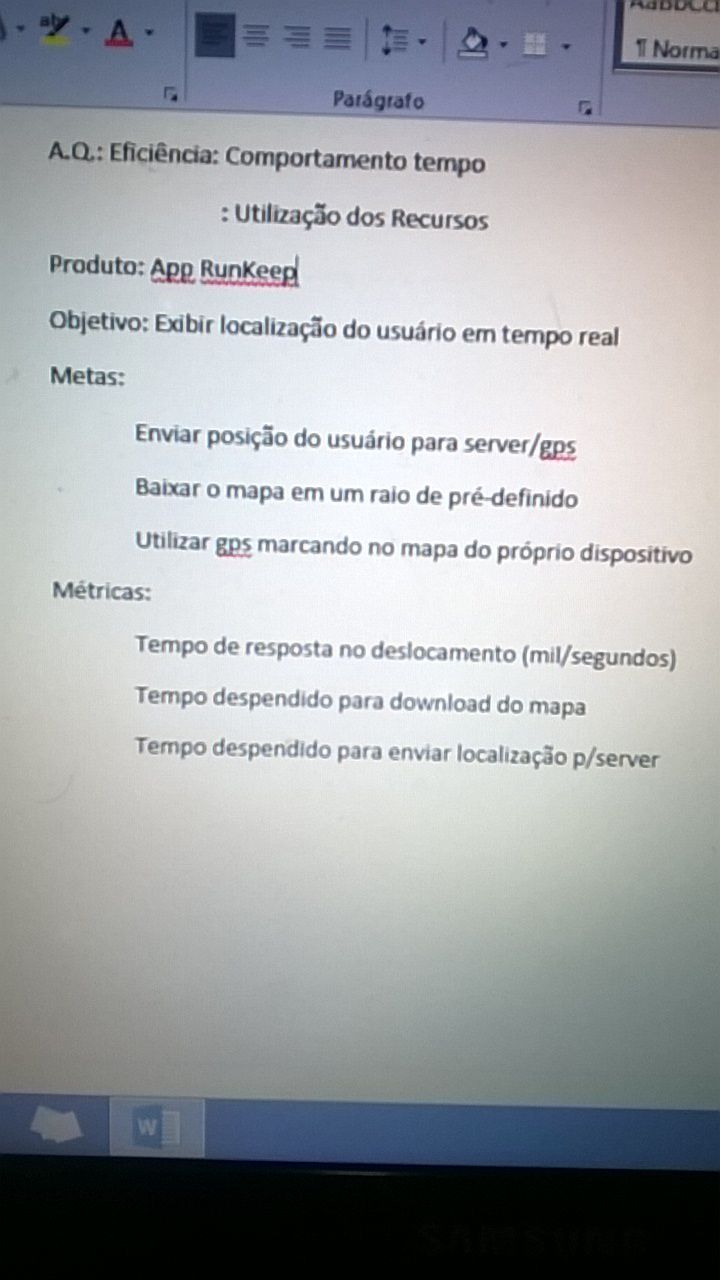 AaBbCcI
¶ Norma
Parágrafo
A.Q.: Eficiência: Comportamento tempo
: Utilização dos Recursos
Produto: App RunKeep
Objetivo: Exibir localização do usuário em tempo real
Metas:
Enviar posição do usuário para server/gps
Baixar o mapa em um raio de pré-definido
Utilizar gps marcando no mapa do próprio dispositivo
Métricas:
Tempo de resposta no deslocamento (mil/segundos)
Tempo despendido para download do mapa
Tempo despendido para enviar localização p/server
W
SAMSUNG